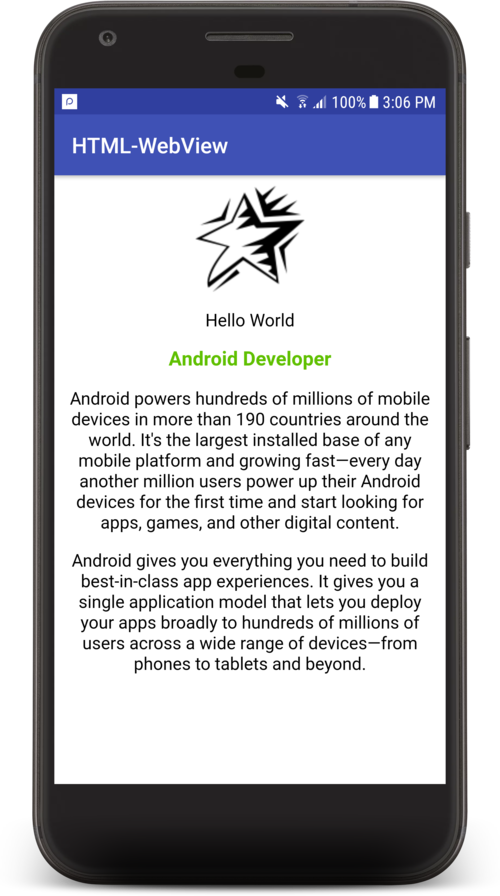 100% 3:06 PM
HTML-WebView
Hello World
Android Developer
Android powers hundreds of millions of mobile
devices in more than 190 countries around the
world. It's the largest installed base of any
mobile platform and growing fast—every day
another million users power up their Android
devices for the first time and start looking for
apps, games, and other digital content.
Android gives you everything you need to build
best-in-class app experiences. It gives you a
single application model that lets you deploy
your apps broadly to hundreds of millions of
users across a wide range of devices—from
phones to tablets and beyond.